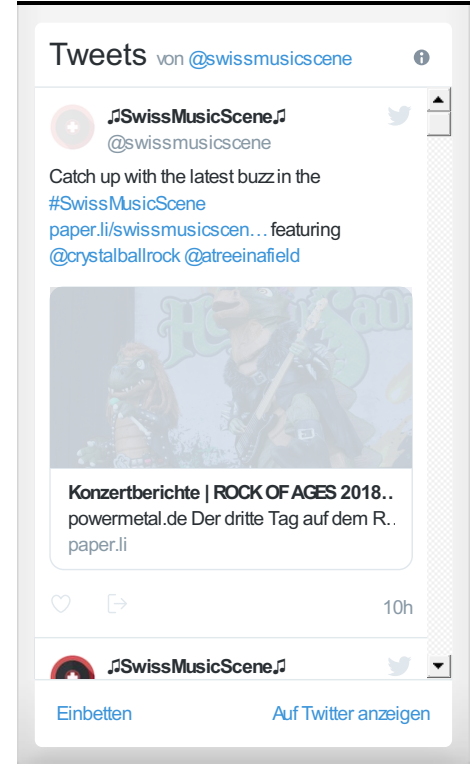 Tweets von @swissmusicscene
♫SwissMusicScene♫
@swissmusicscene
Catch up with the latest buzz in the
#SwissMusicScene
paper.li/swissmusicscen… featuring
@crystalballrock @atreeinafield
Konzertberichte | ROCK OF AGES 2018..
powermetal.de Der dritte Tag auf dem R..
paper.li
10h
♫SwissMusicScene♫
Einbetten
Auf Twitter anzeigen